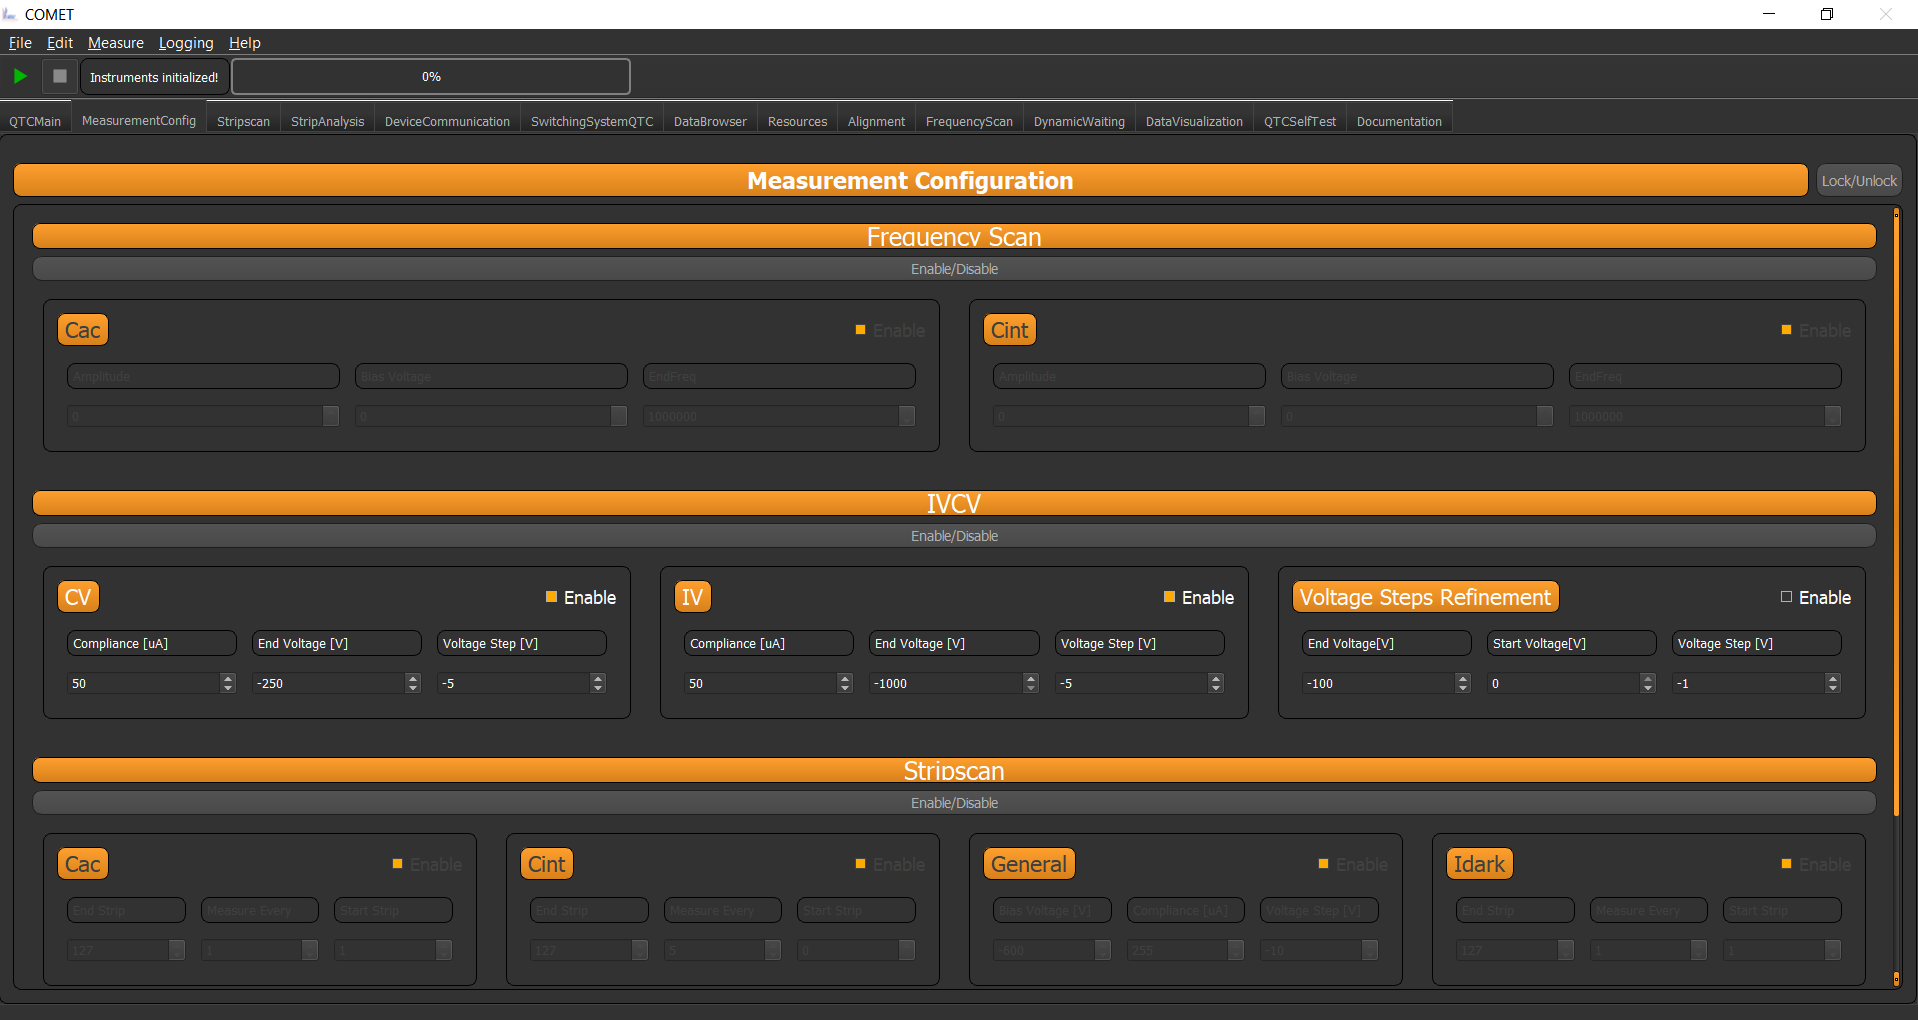 COMET
File Edit Measure Logging Help
Instruments initialized! 0%
QTCMain MeasurementConfig Stripscan StripAnalysis DeviceCommunication SwitchingSystemQTC DataBrowser Resources Alignment FrequencyScan DynamicWaiting DataVisualization QTCSelfTest Documentation
Measurement Configuration Lock/Unlock
Frequency Scan
Enable/Disable
Cac Enable Cint Enable
Amplitude Bias Voltage EndFreq Amplitude Bias Voltage EndFreq
0 0 1000000 0 0 1000000
IVCV
Enable/Disable
CV Enable IV Enable Voltage Steps Refinement Enable
Compliance [uA] End Voltage [V] Voltage Step [V] Compliance [uA] End Voltage [V] Voltage Step [V] End Voltage[V] Start Voltage[V] Voltage Step [V]
50 -250 -5 50 -1000 -5 -100 0 -1
Stripscan
Enable/Disable
Cac Enable Cint Enable General Enable Idark Enable
End Strip Measure Every Start Strip End Strip Measure Every Start Strip Bias Voltage [V] Compliance [uA] Voltage Step [V] End Strip Measure Every Start Strip
127 1 1 127 5 0 -600 255 -10 127 1 1